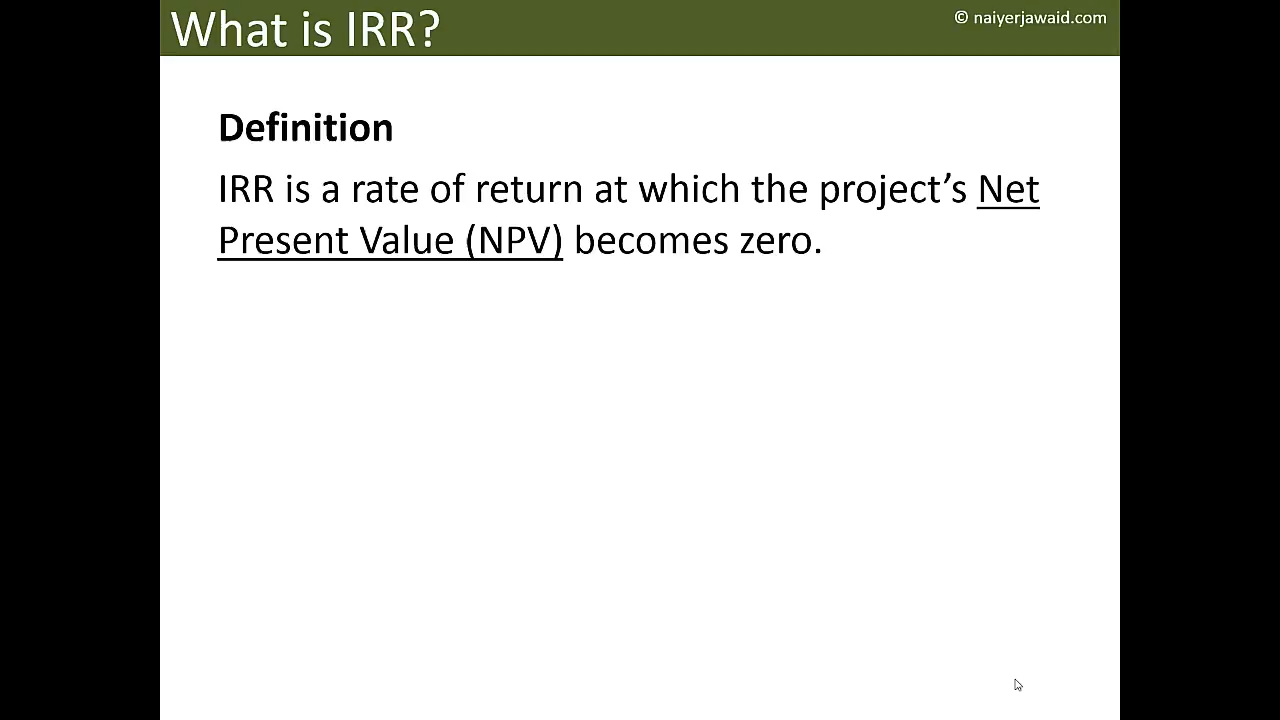 What is IRR?
© naiyerjawaid.com
Definition
IRR is a rate of return at which the project’s Net
Present Value (NPV) becomes zero.